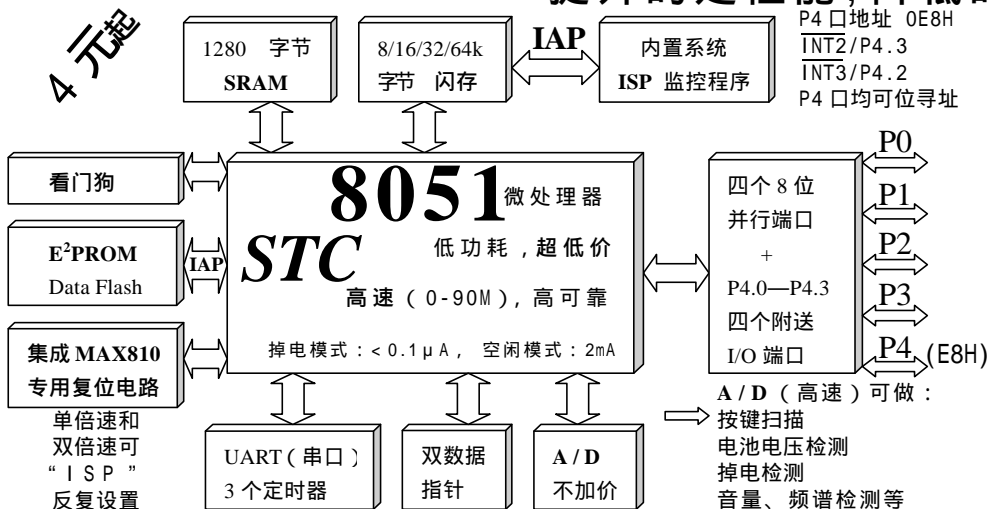 4 元起
P4 口地址 0E8H
INT2/P4.3
INT3/P4.2
P4 口均可位寻址
1280 字节
SRAM
8/16/32/64k
字节 闪存
IAP
内置系统
ISP 监控程序
看门狗
E²PROM
Data Flash
IAP
集成 MAX810
专用复位电路
单倍速和
双倍速可
“ISP”
反复设置
8051 微处理器
STC 低功耗,超低价
高速(0-90M),高可靠
掉电模式:<0.1μA, 空闲模式:2mA
四个 8 位
并行端口
+
P4.0—P4.3
四个附送
I/O 端口
P0
P1
P2
P3
P4 (E8H)
UART(串口)
3 个定时器
双数据
指针
A/D
不加价
A/D(高速)可做:
按键扫描
电池电压检测
掉电检测
音量、频谱检测等